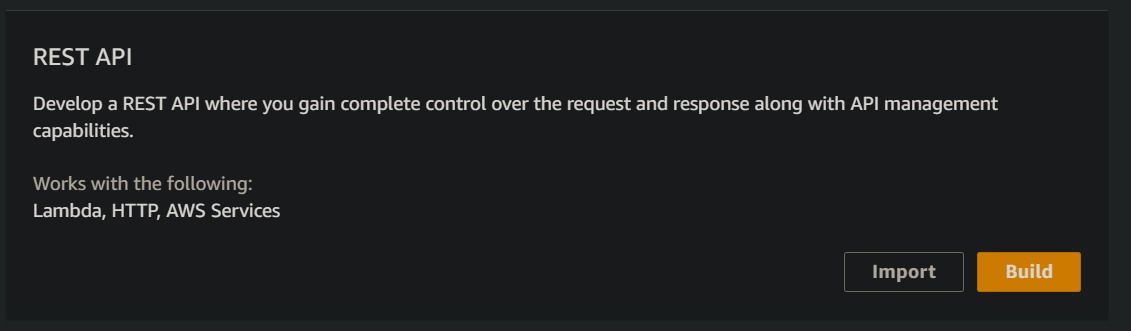 REST API
Develop a REST API where you gain complete control over the request and response along with API management
capabilities.
Works with the following:
Lambda, HTTP, AWS Services
Import
Build